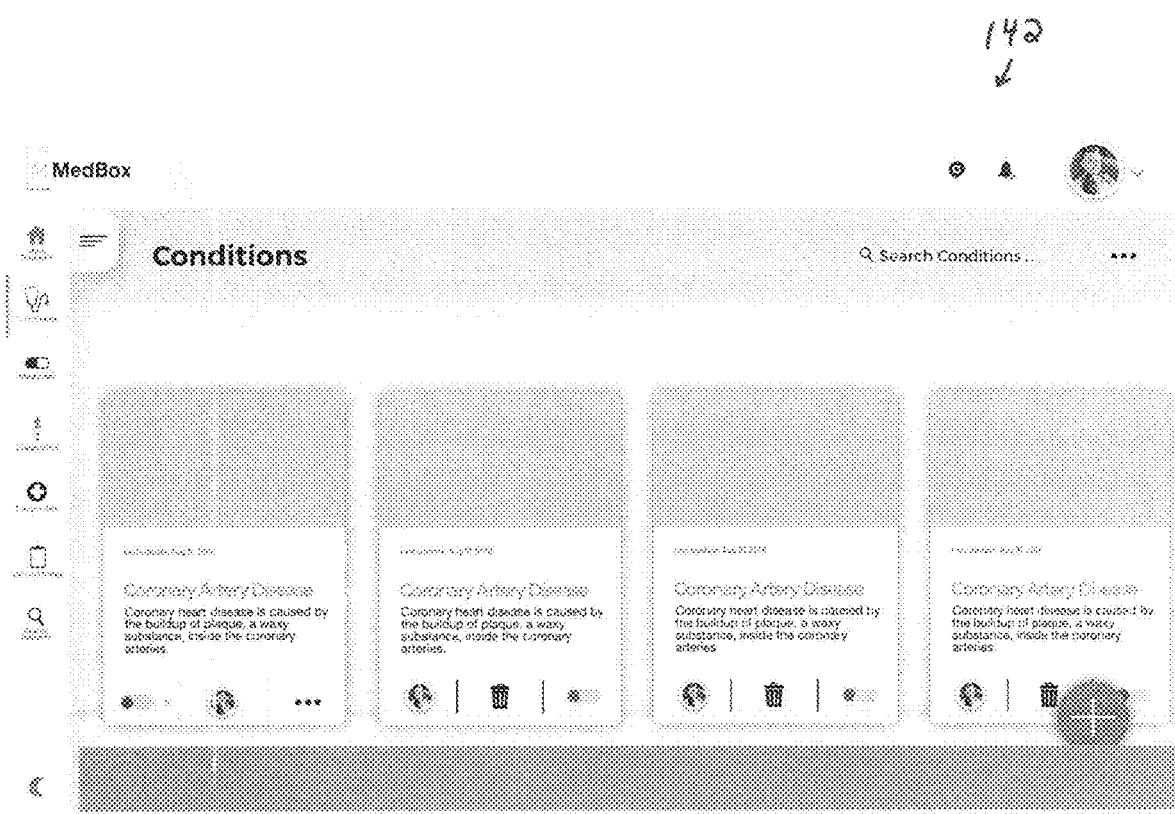 142
MedBox
Conditions
Search Conditions ...
Coronary Artery Disease
Coronary heart disease is caused by
the buildup of plaque, a waxy
substance, inside the coronary
arteries.
Coronary Artery Disease
Coronary heart disease is caused by
the buildup of plaque, a waxy
substance, inside the coronary
arteries.
Coronary Artery Disease
Coronary heart disease is caused by
the buildup of plaque, a waxy
substance, inside the coronary
arteries.
Coronary Artery Disease
Coronary heart disease is caused by
the buildup of plaque, a waxy
substance, inside the coronary
arteries.